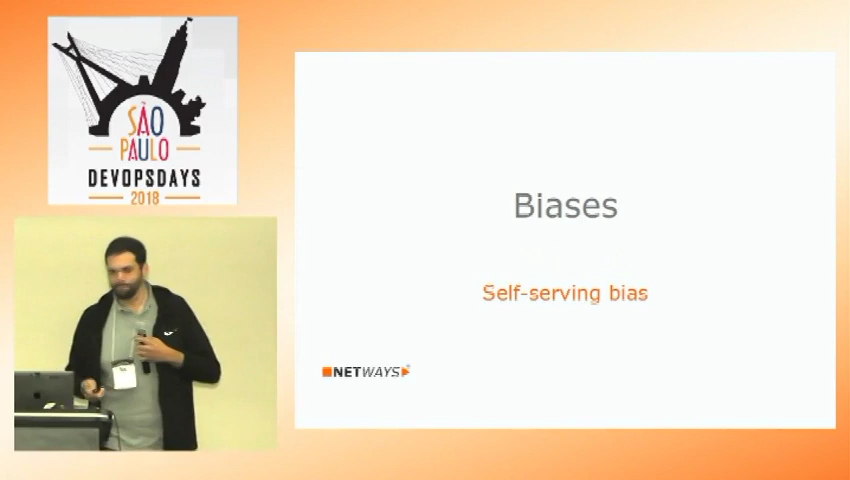 SÃO
PAULO
DEVOPSDAYS
2018
Biases
Self-serving bias
NETWAYS